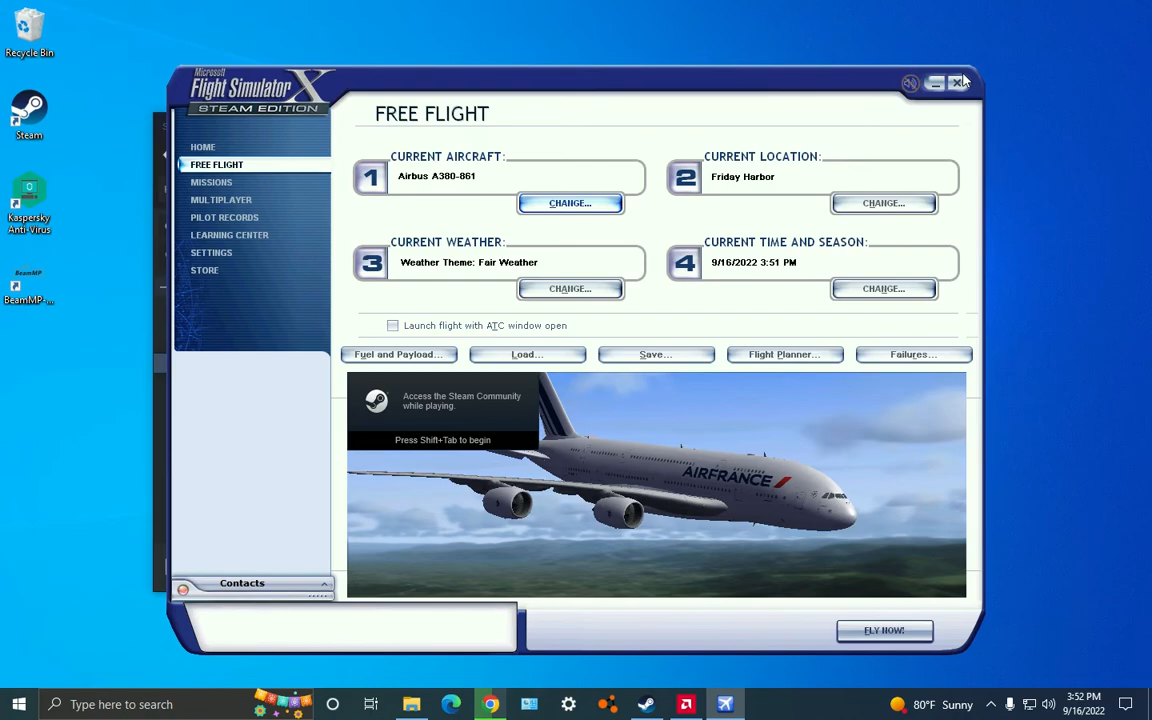 Recycle Bin
Steam
Kaspersky
Anti-Virus
BeamMP
BeamMP-...
Microsoft
Flight Simulator X
STEAM EDITION
HOME
FREE FLIGHT
MISSIONS
MULTIPLAYER
PILOT RECORDS
LEARNING CENTER
SETTINGS
STORE
Contacts
FREE FLIGHT
1
CURRENT AIRCRAFT:
Airbus A380-861
CHANGE...
2
CURRENT LOCATION:
Friday Harbor
CHANGE...
3
CURRENT WEATHER:
Weather Theme: Fair Weather
CHANGE...
4
CURRENT TIME AND SEASON:
9/16/2022 3:51 PM
CHANGE...
Launch flight with ATC window open
Fuel and Payload...
Load...
Save...
Flight Planner...
Failures...
Access the Steam Community
while playing.
Press Shift+Tab to begin
AIRFRANCE
FLY NOW!
Type here to search
80°F Sunny
3:52 PM
9/16/2022